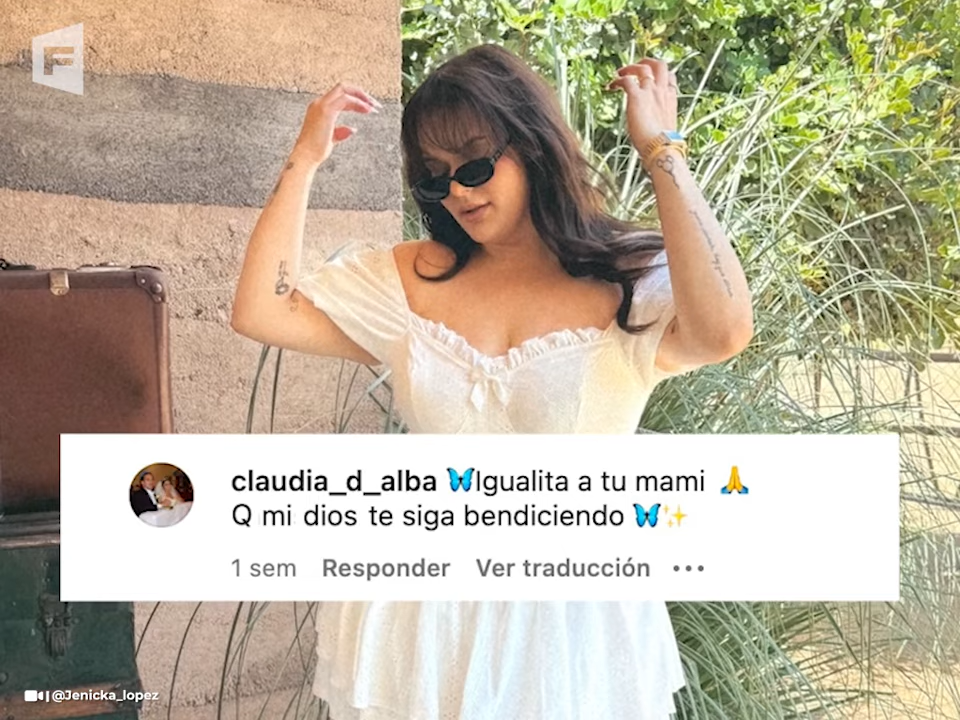 F
claudia_d_alba 🦋Igualita a tu mami 🙏
Q mi dios te siga bendiciendo 🦋✨
1 sem Responder Ver traducción •••
@Jenicka_lopez